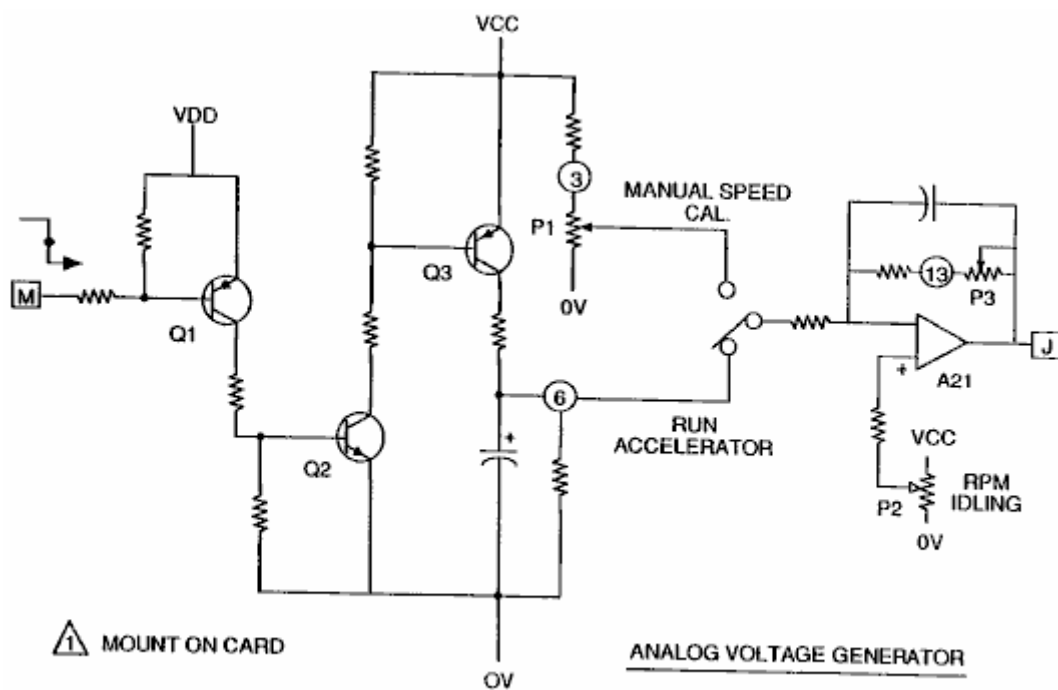 VCC
VDD
3
MANUAL SPEED
CAL.
P1
M
Q1
Q3
0V
13
P3
J
A21
+
6
+
RUN
ACCELERATOR
Q2
VCC
P2
RPM
IDLING
0V
1 MOUNT ON CARD
ANALOG VOLTAGE GENERATOR
OV